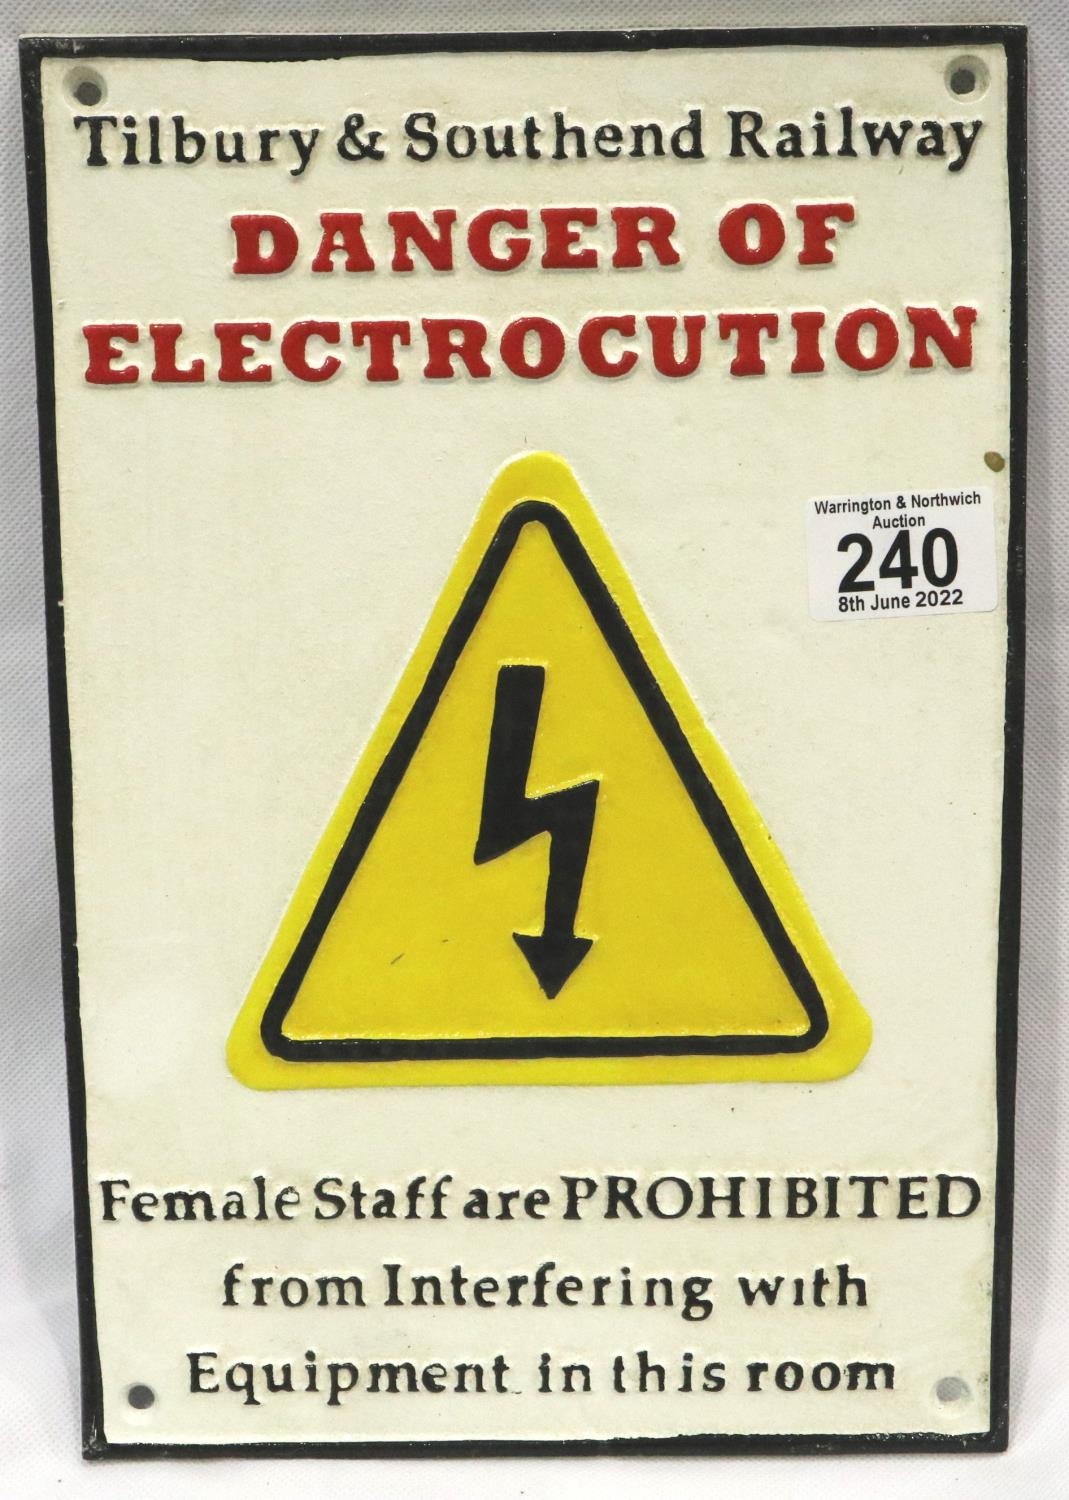 Tilbury & Southend Railway
DANGER OF
ELECTROCUTION
Warrington & Northwich
Auction
240
8th June 2022
Female Staff are PROHIBITED
from Interfering with
Equipment in this room